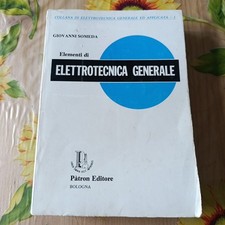 COLLANA DI ELETTROTECNICA GENERALE ED APPLICATA - 1
GIOVANNI SOMEDA
Elementi di
ELETTROTECNICA GENERALE
Pàtron Editore
BOLOGNA